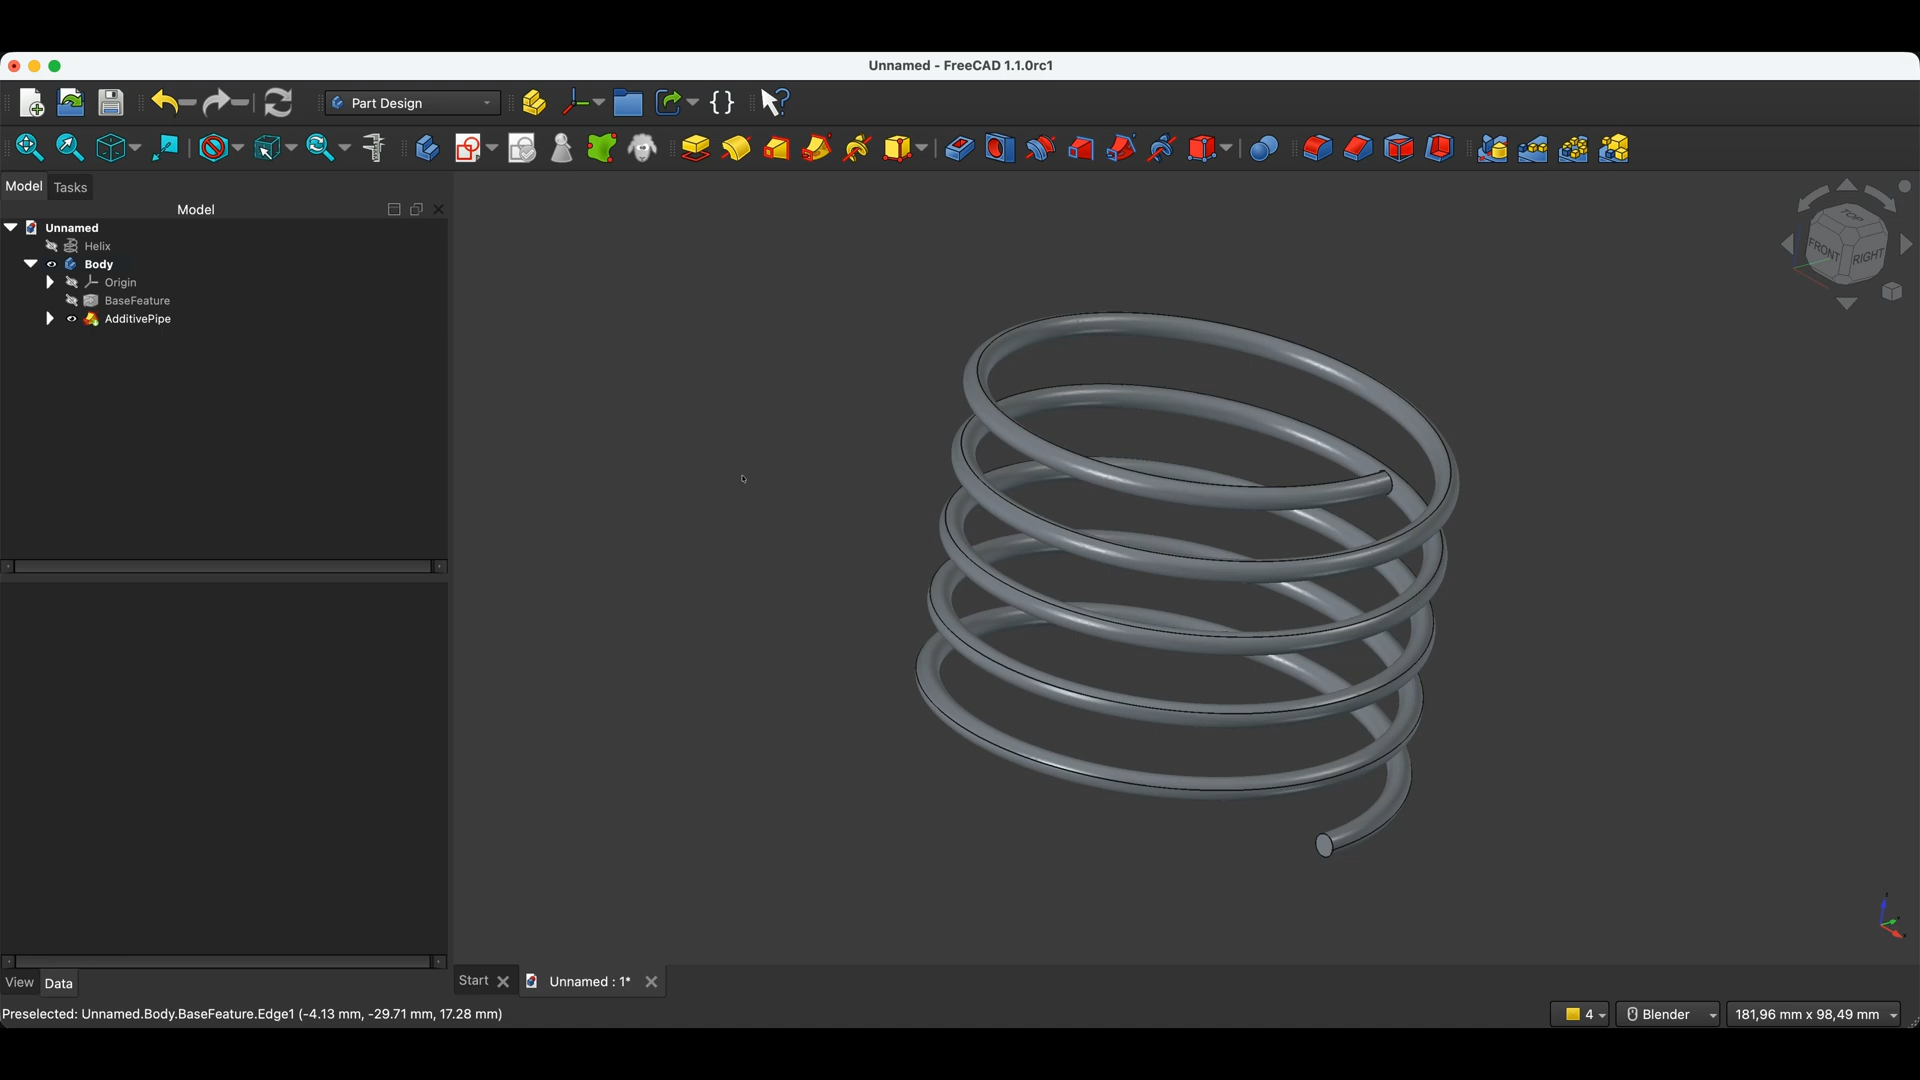 Unnamed - FreeCAD 1.1.0rc1
Part Design
Model
Tasks
Model
Unnamed
Helix
Body
Origin
BaseFeature
AdditivePipe
TOP
FRONT
RIGHT
View
Data
Start
Unnamed : 1*
Preselected: Unnamed.Body.BaseFeature.Edge1 (-4.13 mm, -29.71 mm, 17.28 mm)
4
Blender
181,96 mm x 98,49 mm